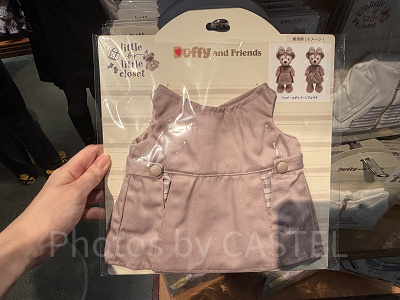 little
&
little
closet
Duffy and Friends
着用例(イメージ)
Photos by CASTEL